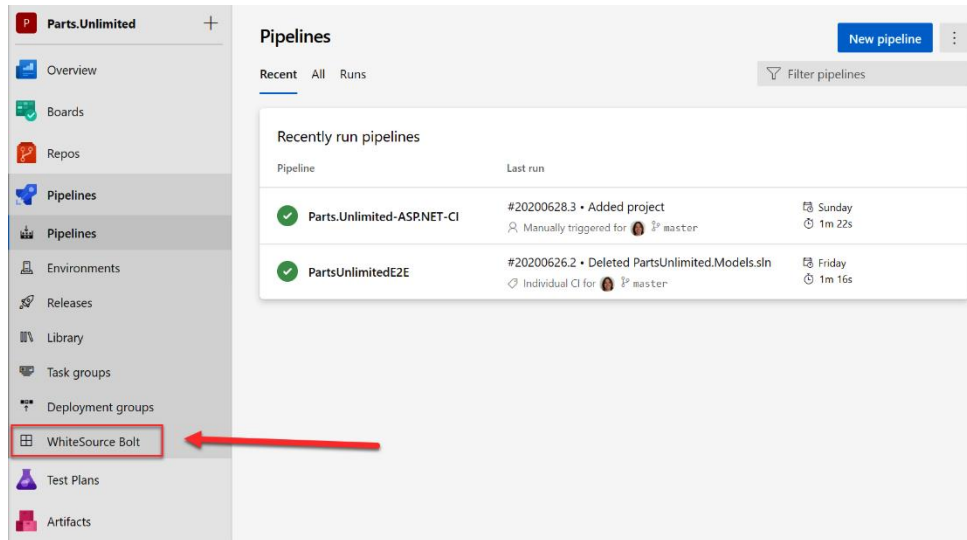 P Parts.Unlimited +
Overview
Boards
Repos
Pipelines
Pipelines
Environments
Releases
Library
Task groups
Deployment groups
WhiteSource Bolt
Test Plans
Artifacts
Pipelines
New pipeline
Recent All Runs
Filter pipelines
Recently run pipelines
Pipeline Last run
Parts.Unlimited-ASP.NET-CI #20200628.3 • Added project Sunday
Manually triggered for master 1m 22s
PartsUnlimitedE2E #20200626.2 • Deleted PartsUnlimited.Models.sln Friday
Individual CI for master 1m 16s